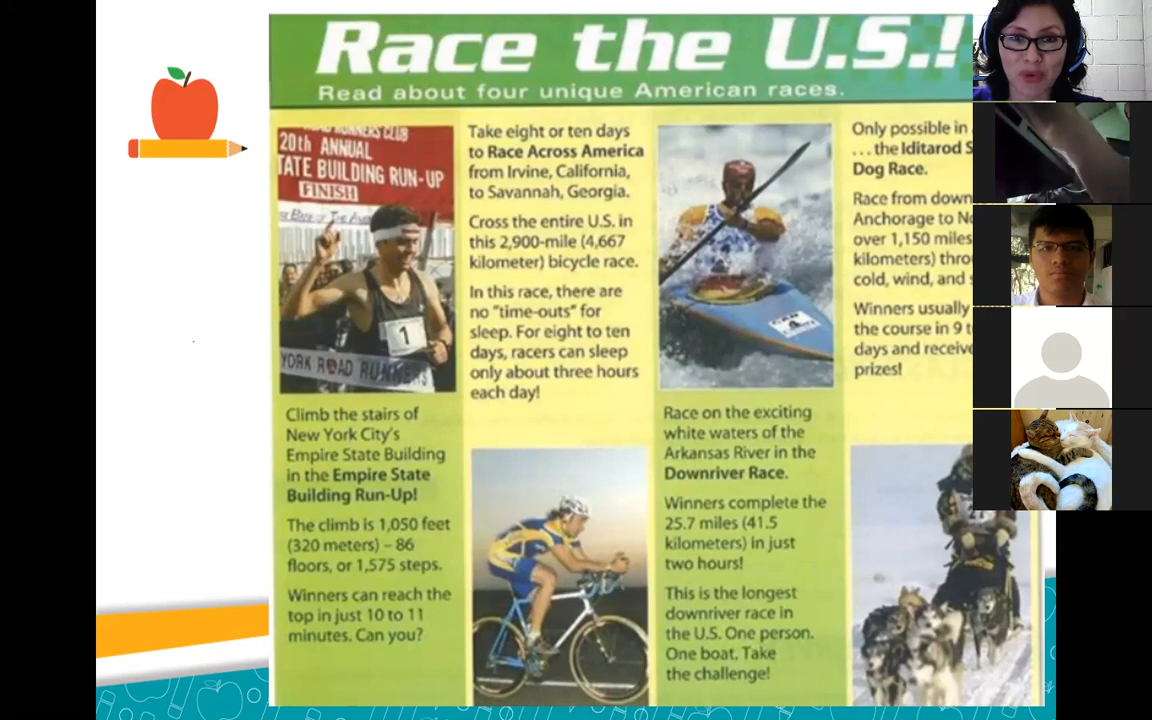 Race the U.S.!
Read about four unique American races.
20th ANNUAL
BUILDING RUN-UP
FINISH
1
YORK ROAD RUNNERS
Climb the stairs of
New York City's
Empire State Building
in the Empire State
Building Run-Up!
The climb is 1,050 feet
(320 meters) – 86
floors, or 1,575 steps.
Winners can reach the
top in just 10 to 11
minutes. Can you?
Take eight or ten days
to Race Across America
from Irvine, California,
to Savannah, Georgia.
Cross the entire U.S. in
this 2,900-mile (4,667
kilometer) bicycle race.
In this race, there are
no "time-outs" for
sleep. For eight to ten
days, racers can sleep
only about three hours
each day!
Race on the exciting
white waters of the
Arkansas River in the
Downriver Race.
Winners complete the
25.7 miles (41.5
kilometers) in just
two hours!
This is the longest
downriver race in
the U.S. One person.
One boat. Take
the challenge!
Only possible in
. . . the Iditarod S
Dog Race.
Race from down
Anchorage to No
over 1,150 miles
kilometers) thro
cold, wind, and
Winners usually
the course in 9 t
days and receive
prizes!